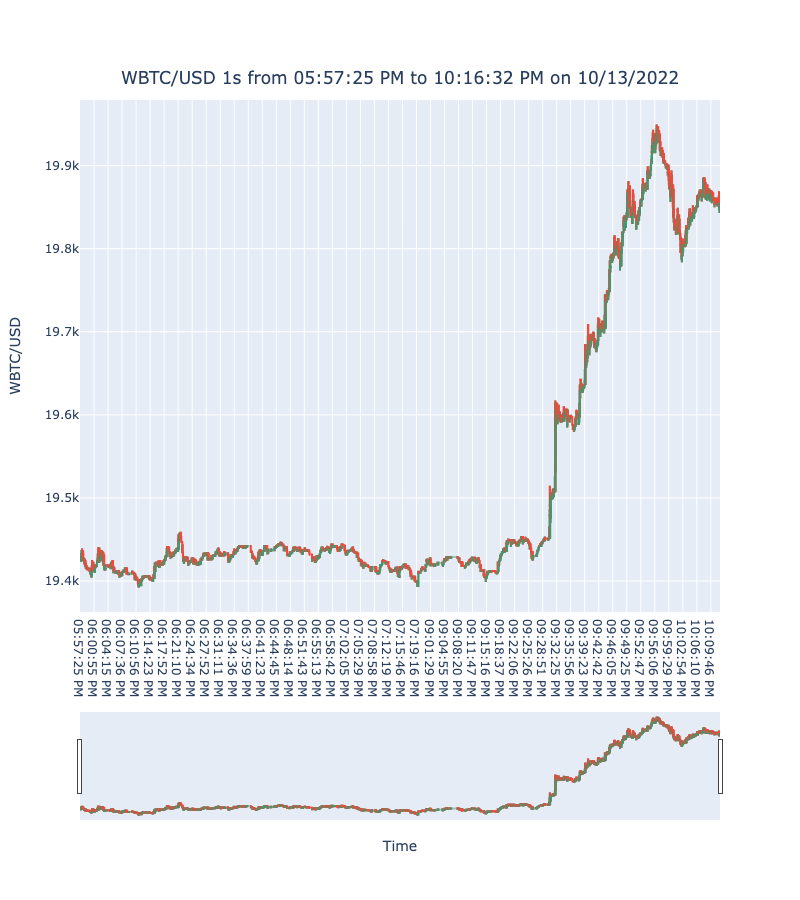 WBTC/USD 1s from 05:57:25 PM to 10:16:32 PM on 10/13/2022
WBTC/USD
19.9k
19.8k
19.7k
19.6k
19.5k
19.4k
05:57:25 PM
06:00:55 PM
06:04:15 PM
06:07:36 PM
06:10:56 PM
06:14:23 PM
06:17:52 PM
06:21:10 PM
06:24:34 PM
06:27:52 PM
06:31:11 PM
06:34:36 PM
06:37:59 PM
06:41:23 PM
06:44:49 PM
06:48:14 PM
06:51:43 PM
06:55:13 PM
06:58:42 PM
07:02:05 PM
07:05:29 PM
07:08:58 PM
07:12:19 PM
07:15:46 PM
07:19:16 PM
09:01:29 PM
09:04:55 PM
09:08:20 PM
09:11:47 PM
09:15:16 PM
09:18:37 PM
09:22:06 PM
09:25:26 PM
09:28:51 PM
09:32:25 PM
09:35:56 PM
09:39:23 PM
09:42:42 PM
09:46:05 PM
09:49:25 PM
09:52:47 PM
09:56:06 PM
09:59:29 PM
10:02:54 PM
10:06:10 PM
10:09:46 PM
Time